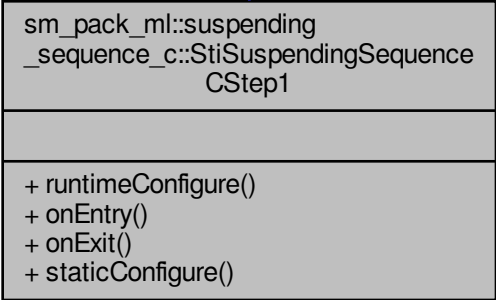 sm_pack_ml::suspending
_sequence_c::StiSuspendingSequence
CStep1
+ runtimeConfigure()
+ onEntry()
+ onExit()
+ staticConfigure()